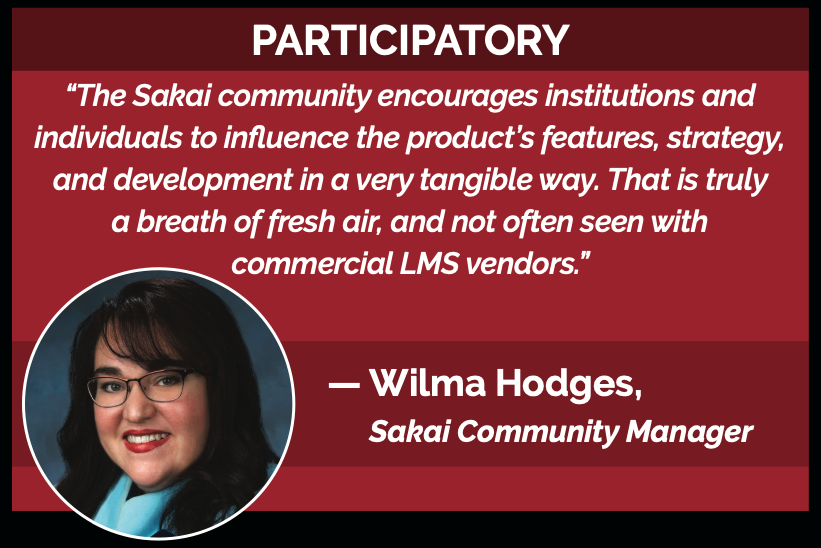 PARTICIPATORY
“The Sakai community encourages institutions and
individuals to influence the product’s features, strategy,
and development in a very tangible way. That is truly
a breath of fresh air, and not often seen with
commercial LMS vendors.”
— Wilma Hodges,
Sakai Community Manager